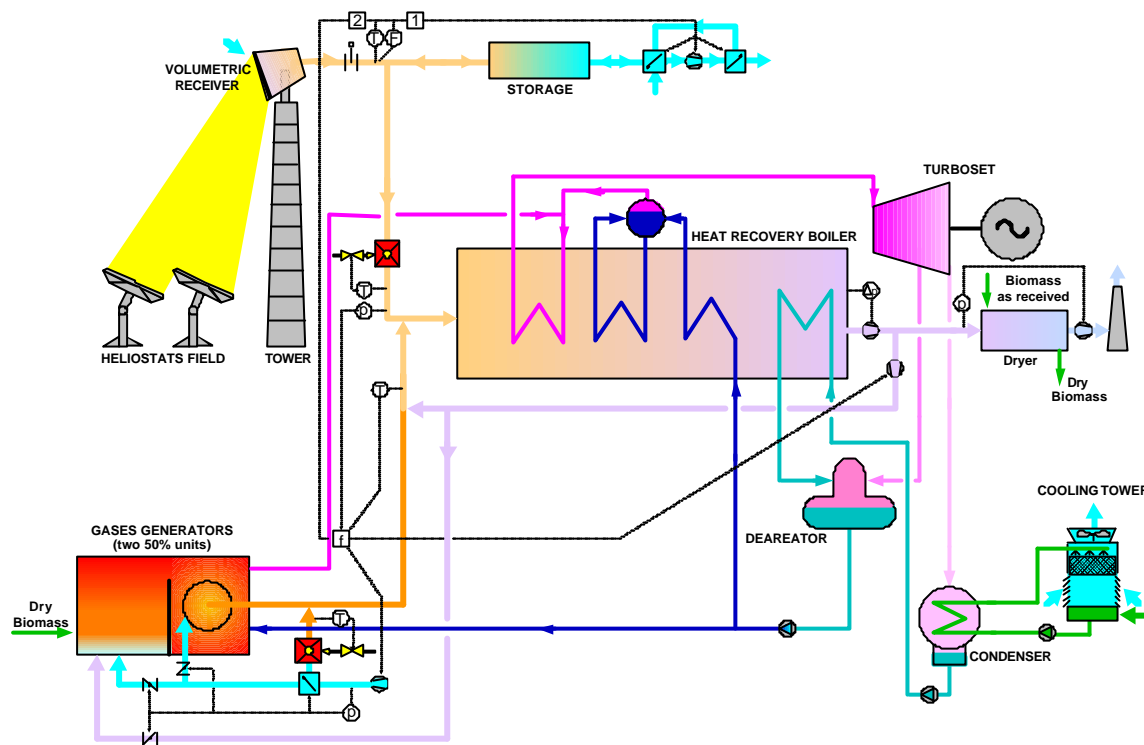 2
1
T
F
VOLUMETRIC
RECEIVER
STORAGE
TURBOSET
HEAT RECOVERY BOILER
T
p
Δp
p
Biomass
as received
HELIOSTATS FIELD
TOWER
Dryer
Dry
Biomass
T
COOLING TOWER
GASES GENERATORS
(two 50% units)
f
DEAREATOR
Dry
Biomass
T
CONDENSER
p